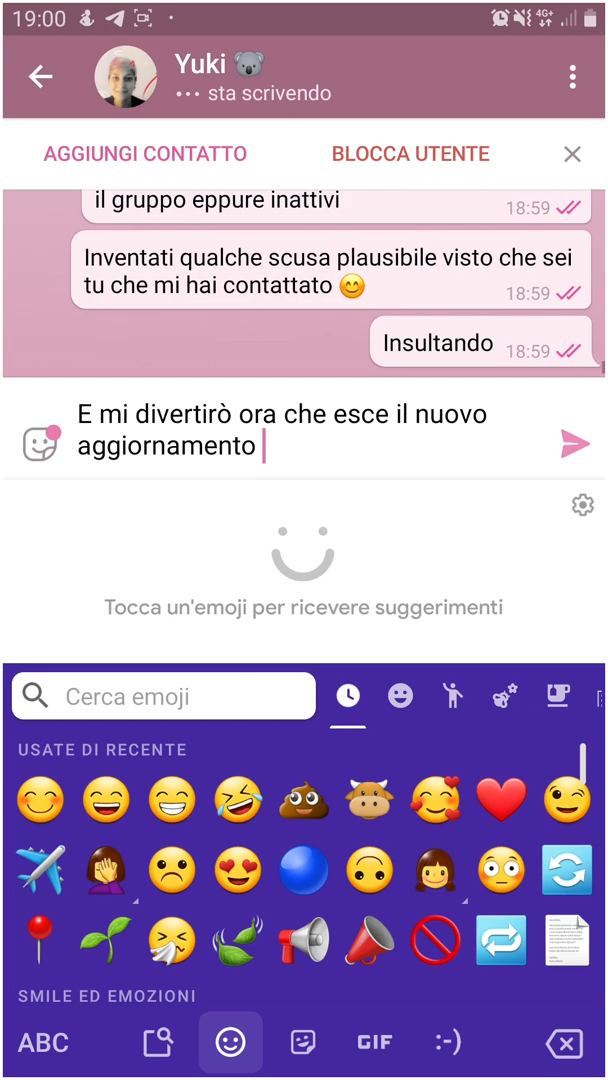 19:00 4G+
Yuki
sta scrivendo
AGGIUNGI CONTATTO BLOCCA UTENTE
il gruppo eppure inattivi
18:59
Inventati qualche scusa plausibile visto che sei
tu che mi hai contattato 😊
18:59
Insultando 18:59
E mi divertirò ora che esce il nuovo
aggiornamento
Tocca un'emoji per ricevere suggerimenti
Cerca emoji
USATE DI RECENTE
SMILE ED EMOZIONI
ABC GIF :-)